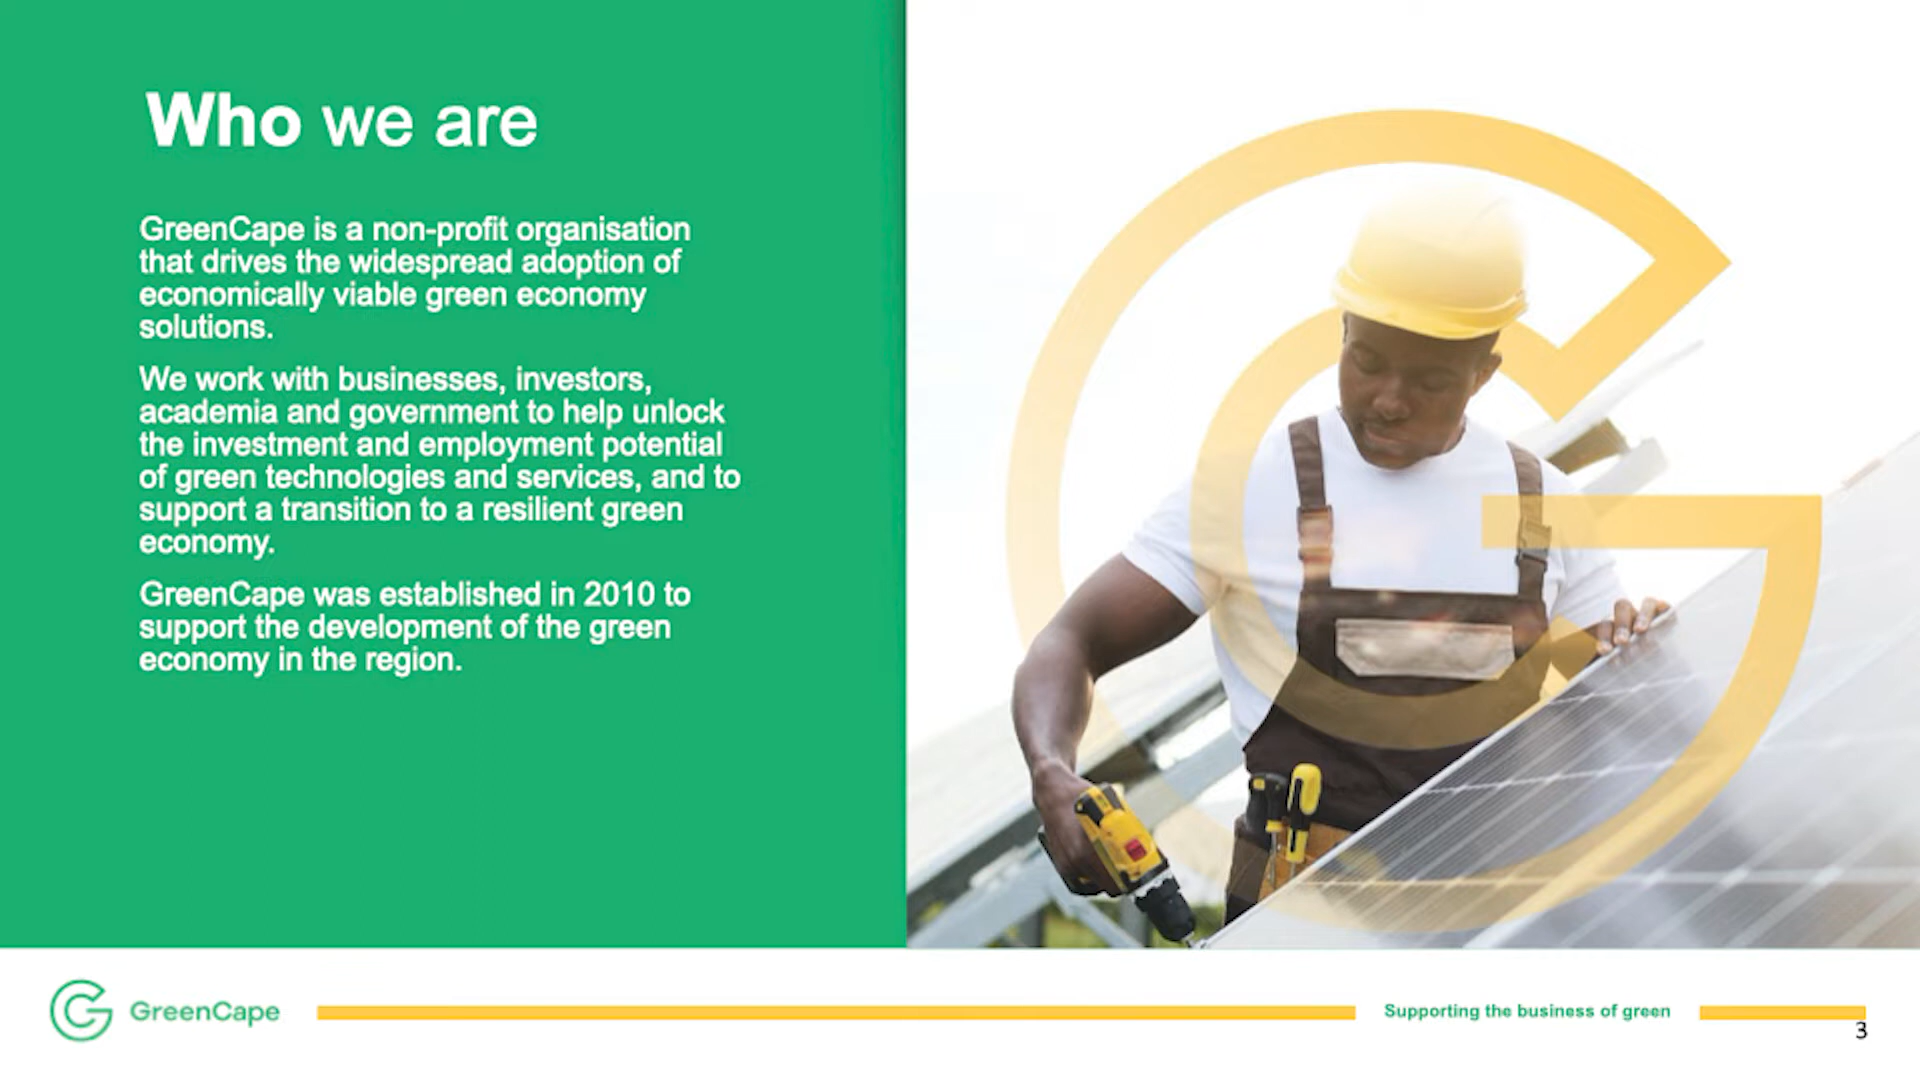 Who we are
GreenCape is a non-profit organisation
that drives the widespread adoption of
economically viable green economy
solutions.
We work with businesses, investors,
academia and government to help unlock
the investment and employment potential
of green technologies and services, and to
support a transition to a resilient green
economy.
GreenCape was established in 2010 to
support the development of the green
economy in the region.
GreenCape
Supporting the business of green
3